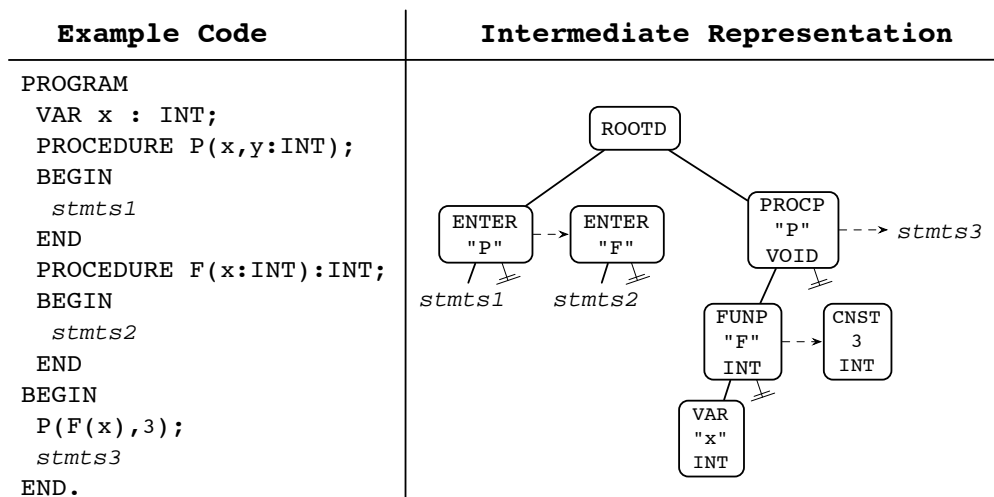 Example Code
Intermediate Representation
PROGRAM
VAR x : INT;
PROCEDURE P(x,y:INT);
BEGIN
stmts1
END
PROCEDURE F(x:INT):INT;
BEGIN
stmts2
END
BEGIN
P(F(x),3);
stmts3
END.
ROOTD
ENTER
"P"
ENTER
"F"
PROCP
"P"
VOID
stmts3
stmts1
stmts2
FUNP
"F"
INT
CNST
3
INT
VAR
"x"
INT